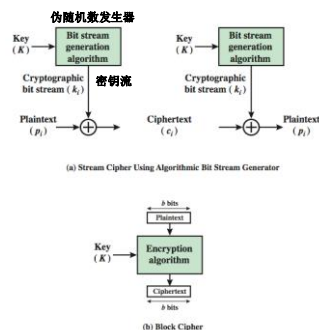 伪随机数发生器
Bit stream
generation
algorithm
Key
(K)
Cryptographic
bit stream (ki)
密钥流
Plaintext
(pi)
Bit stream
generation
algorithm
Key
(K)
Cryptographic
bit stream (ki)
Ciphertext
(ci)
Plaintext
(pi)
(a) Stream Cipher Using Algorithmic Bit Stream Generator
b bits
Plaintext
Key
(K)
Encryption
algorithm
Ciphertext
b bits
(b) Block Cipher